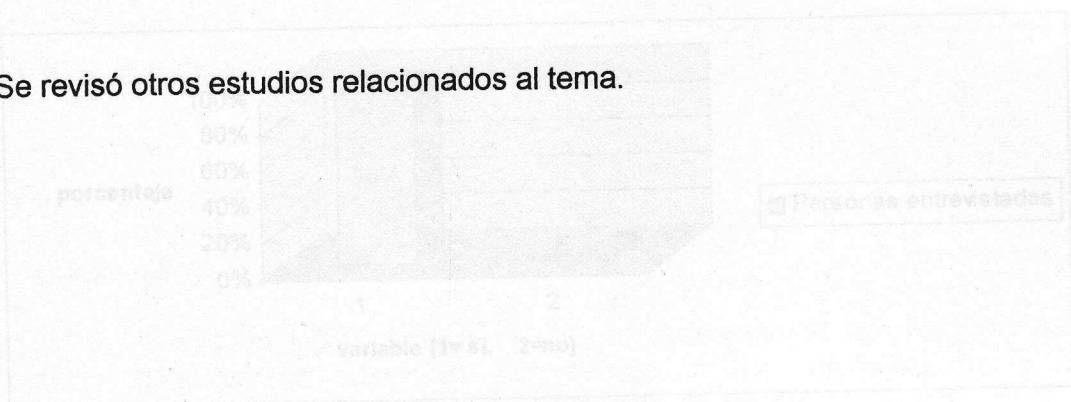 Se revisó otros estudios relacionados al tema.
100%
80%
60%
porcentaje
40%
20%
0%
Personas entrevistadas
1 2
variable (1= si, 2=no)